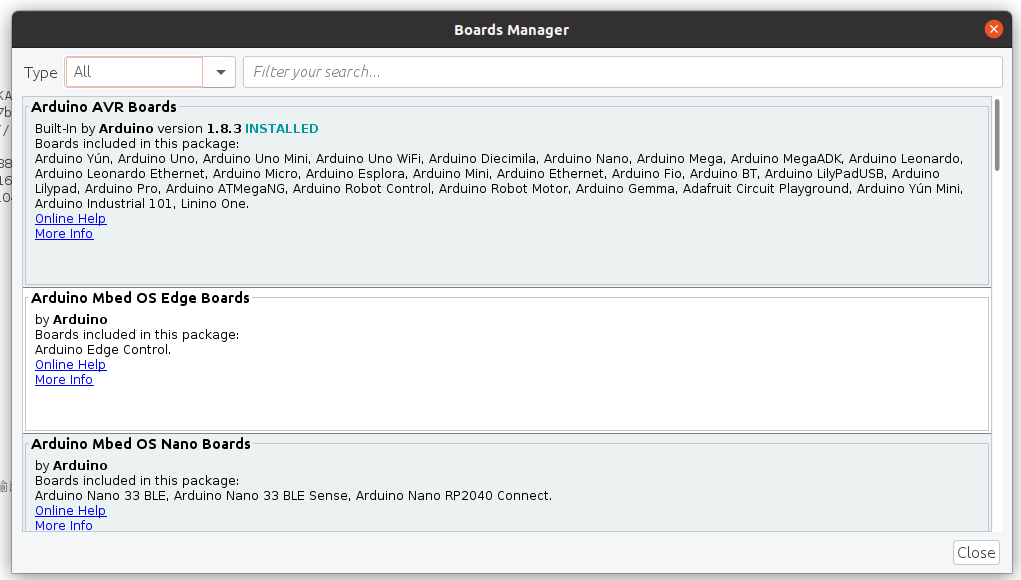 Boards Manager
Type All Filter your search...
Arduino AVR Boards
Built-In by Arduino version 1.8.3 INSTALLED
Boards included in this package:
Arduino Yún, Arduino Uno, Arduino Uno Mini, Arduino Uno WiFi, Arduino Diecimila, Arduino Nano, Arduino Mega, Arduino MegaADK, Arduino Leonardo,
Arduino Leonardo Ethernet, Arduino Micro, Arduino Esplora, Arduino Mini, Arduino Ethernet, Arduino Fio, Arduino BT, Arduino LilyPadUSB, Arduino
Lilypad, Arduino Pro, Arduino ATMegaNG, Arduino Robot Control, Arduino Robot Motor, Arduino Gemma, Adafruit Circuit Playground, Arduino Yún Mini,
Arduino Industrial 101, Linino One.
Online Help
More Info
Arduino Mbed OS Edge Boards
by Arduino
Boards included in this package:
Arduino Edge Control.
Online Help
More Info
Arduino Mbed OS Nano Boards
by Arduino
Boards included in this package:
Arduino Nano 33 BLE, Arduino Nano 33 BLE Sense, Arduino Nano RP2040 Connect.
Online Help
More Info
Close